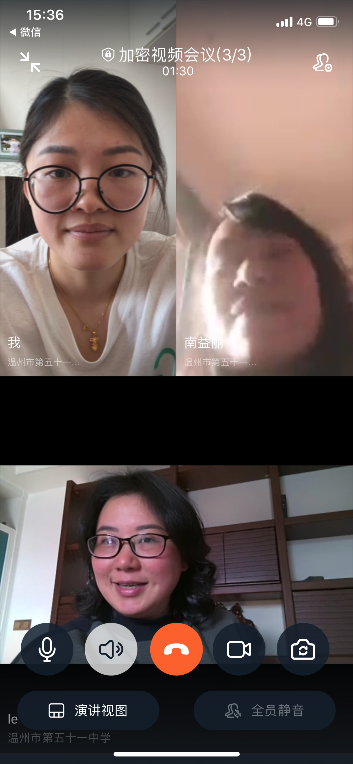 15:36
4G
微信
加密视频会议(3/3)
01:30
我
温州市第五十一...
南益丽
温州市第五十一...
演讲视图
全员静音
le
温州市第五十一中学